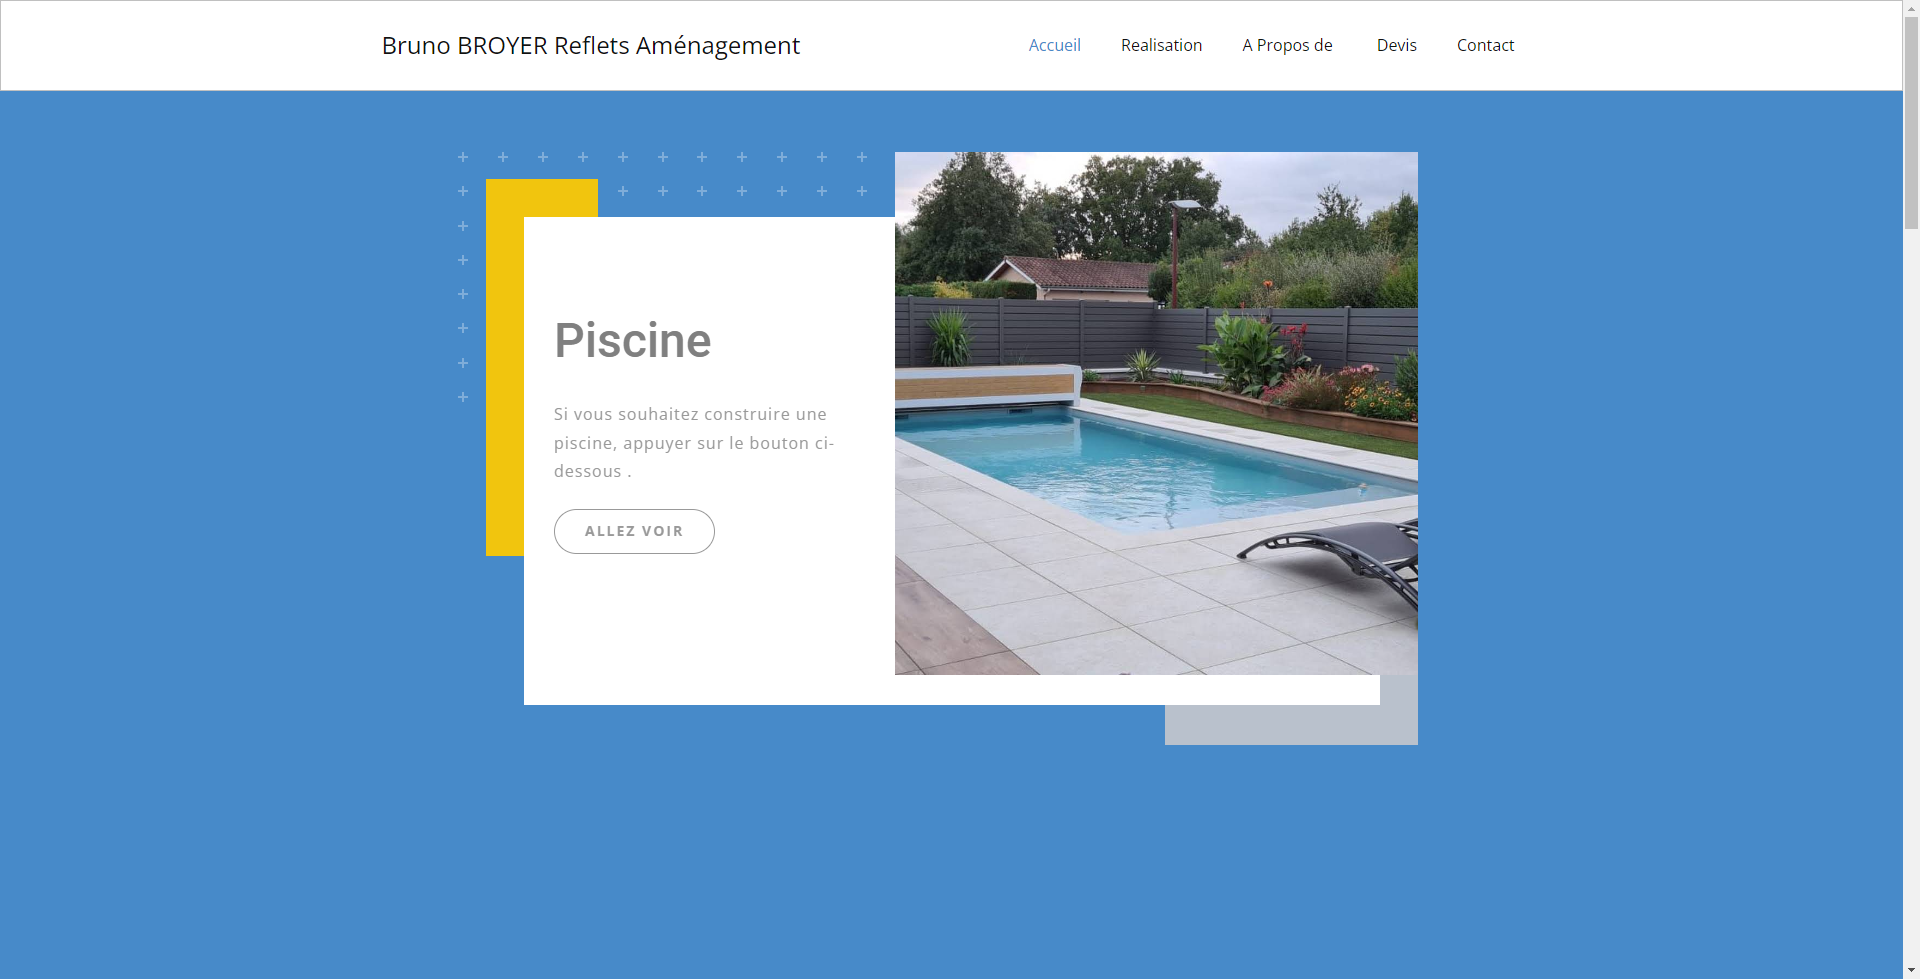 Bruno BROYER Reflets Aménagement
Accueil
Realisation
A Propos de
Devis
Contact
Piscine
Si vous souhaitez construire une
piscine, appuyer sur le bouton ci-
dessous .
ALLEZ VOIR